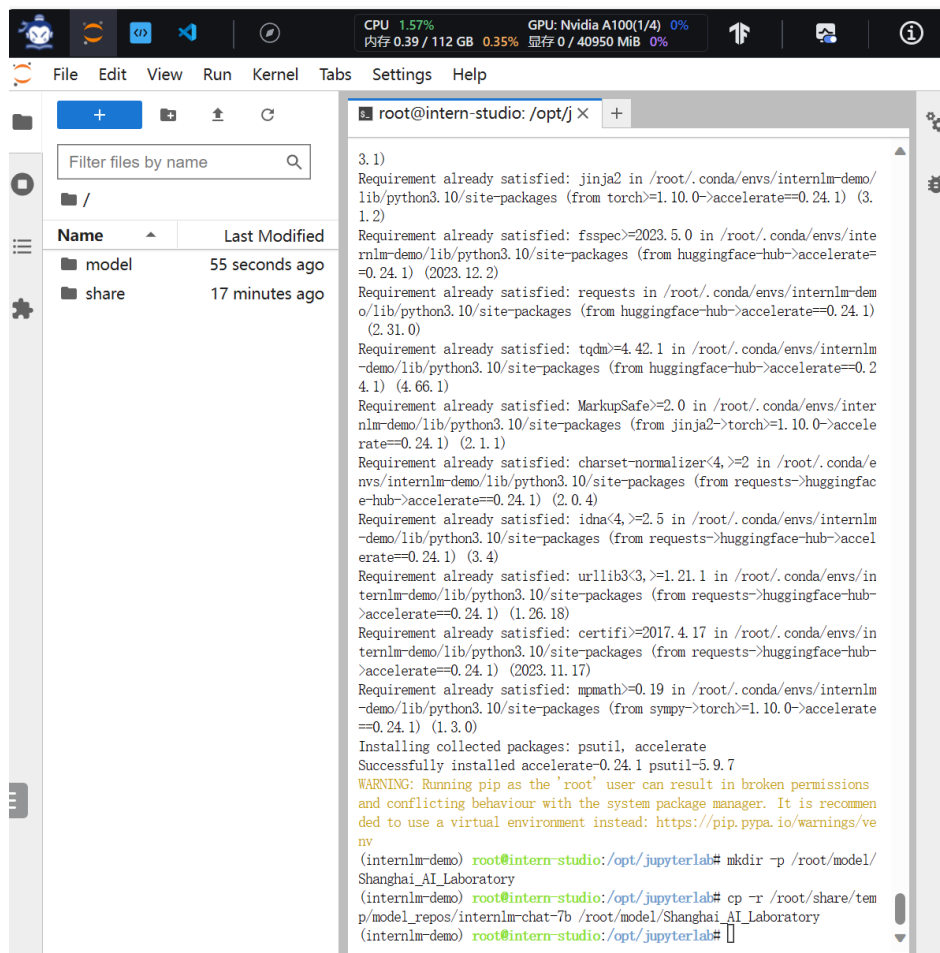 CPU 1.57% GPU: Nvidia A100(1/4) 0%
内存 0.39 / 112 GB 0.35% 显存 0 / 40950 MiB 0%
File Edit View Run Kernel Tabs Settings Help
root@intern-studio: /opt/j
Filter files by name
/
Name Last Modified
model 55 seconds ago
share 17 minutes ago
3.1)
Requirement already satisfied: jinja2 in /root/.conda/envs/internlm-demo/
lib/python3.10/site-packages (from torch>=1.10.0->accelerate==0.24.1) (3.
1.2)
Requirement already satisfied: fsspec>=2023.5.0 in /root/.conda/envs/inte
rnlm-demo/lib/python3.10/site-packages (from huggingface-hub->accelerate=
=0.24.1) (2023.12.2)
Requirement already satisfied: requests in /root/.conda/envs/internlm-dem
o/lib/python3.10/site-packages (from huggingface-hub->accelerate==0.24.1)
(2.31.0)
Requirement already satisfied: tqdm>=4.42.1 in /root/.conda/envs/internlm
-demo/lib/python3.10/site-packages (from huggingface-hub->accelerate==0.2
4.1) (4.66.1)
Requirement already satisfied: MarkupSafe>=2.0 in /root/.conda/envs/inter
nlm-demo/lib/python3.10/site-packages (from jinja2->torch>=1.10.0->accele
rate==0.24.1) (2.1.1)
Requirement already satisfied: charset-normalizer<4,>=2 in /root/.conda/e
nvs/internlm-demo/lib/python3.10/site-packages (from requests->huggingfac
e-hub->accelerate==0.24.1) (2.0.4)
Requirement already satisfied: idna<4,>=2.5 in /root/.conda/envs/internlm
-demo/lib/python3.10/site-packages (from requests->huggingface-hub->accel
erate==0.24.1) (3.4)
Requirement already satisfied: urllib3<3,>=1.21.1 in /root/.conda/envs/in
ternlm-demo/lib/python3.10/site-packages (from requests->huggingface-hub-
>accelerate==0.24.1) (1.26.18)
Requirement already satisfied: certifi>=2017.4.17 in /root/.conda/envs/in
ternlm-demo/lib/python3.10/site-packages (from requests->huggingface-hub-
>accelerate==0.24.1) (2023.11.17)
Requirement already satisfied: mpmath>=0.19 in /root/.conda/envs/internlm
-demo/lib/python3.10/site-packages (from sympy->torch>=1.10.0->accelerate
==0.24.1) (1.3.0)
Installing collected packages: psutil, accelerate
Successfully installed accelerate-0.24.1 psutil-5.9.7
WARNING: Running pip as the 'root' user can result in broken permissions
and conflicting behaviour with the system package manager. It is recommen
ded to use a virtual environment instead: https://pip.pypa.io/warnings/ve
nv
(internlm-demo) root@intern-studio:/opt/jupyterlab# mkdir -p /root/model/
Shanghai_AI_Laboratory
(internlm-demo) root@intern-studio:/opt/jupyterlab# cp -r /root/share/tem
p/model_repos/internlm-chat-7b /root/model/Shanghai_AI_Laboratory
(internlm-demo) root@intern-studio:/opt/jupyterlab#